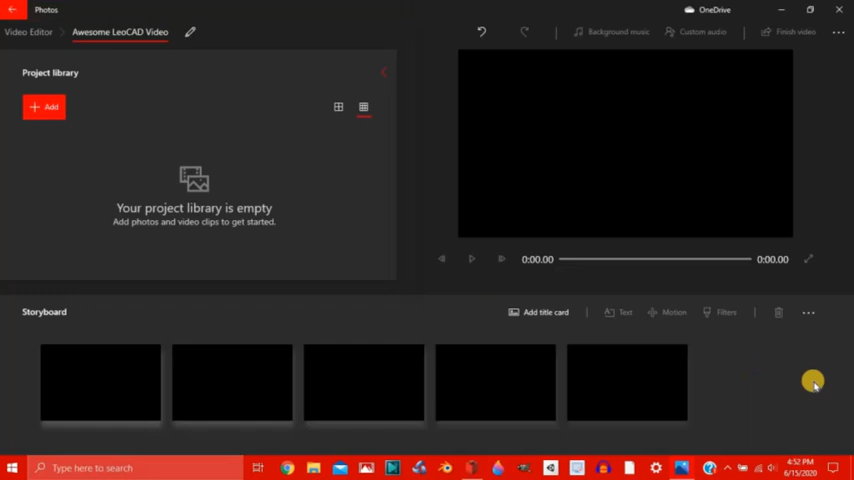 Photos
OneDrive
Video Editor
Awesome LeoCAD Video
Background music
Custom audio
Finish video
Project library
Add
Your project library is empty
Add photos and video clips to get started.
0:00.00
0:00.00
Storyboard
Add title card
Text
Motion
Filters
Type here to search
4:52 PM
6/15/2020